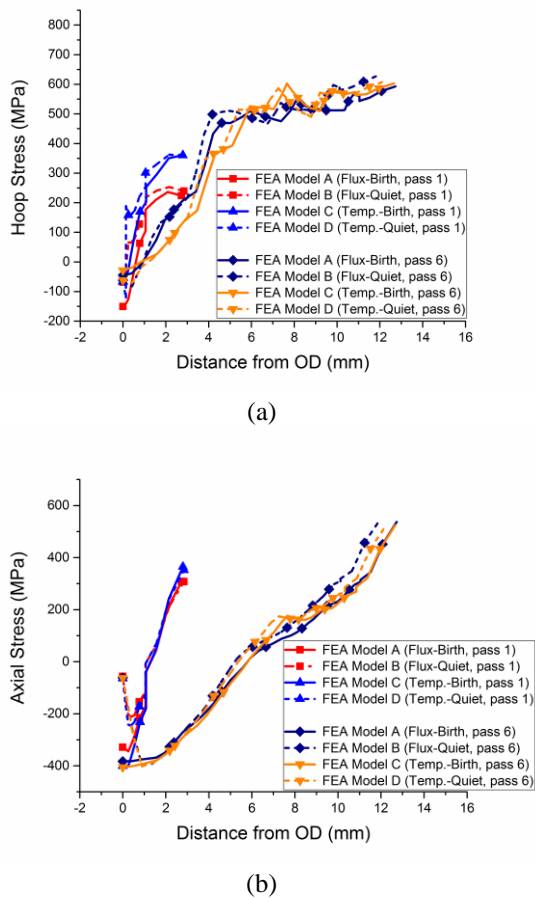 800
700
600
500
400
300
200
100
0
-100
-200
Hoop Stress (MPa)
FEA Model A (Flux-Birth, pass 1)
FEA Model B (Flux-Quiet, pass 1)
FEA Model C (Temp.-Birth, pass 1)
FEA Model D (Temp.-Quiet, pass 1)
FEA Model A (Flux-Birth, pass 6)
FEA Model B (Flux-Quiet, pass 6)
FEA Model C (Temp.-Birth, pass 6)
FEA Model D (Temp.-Quiet, pass 6)
-2 0 2 4 6 8 10 12 14 16
Distance from OD (mm)
(a)
600
400
200
0
-200
-400
Axial Stress (MPa)
FEA Model A (Flux-Birth, pass 1)
FEA Model B (Flux-Quiet, pass 1)
FEA Model C (Temp.-Birth, pass 1)
FEA Model D (Temp.-Quiet, pass 1)
FEA Model A (Flux-Birth, pass 6)
FEA Model B (Flux-Quiet, pass 6)
FEA Model C (Temp.-Birth, pass 6)
FEA Model D (Temp.-Quiet, pass 6)
-2 0 2 4 6 8 10 12 14 16
Distance from OD (mm)
(b)